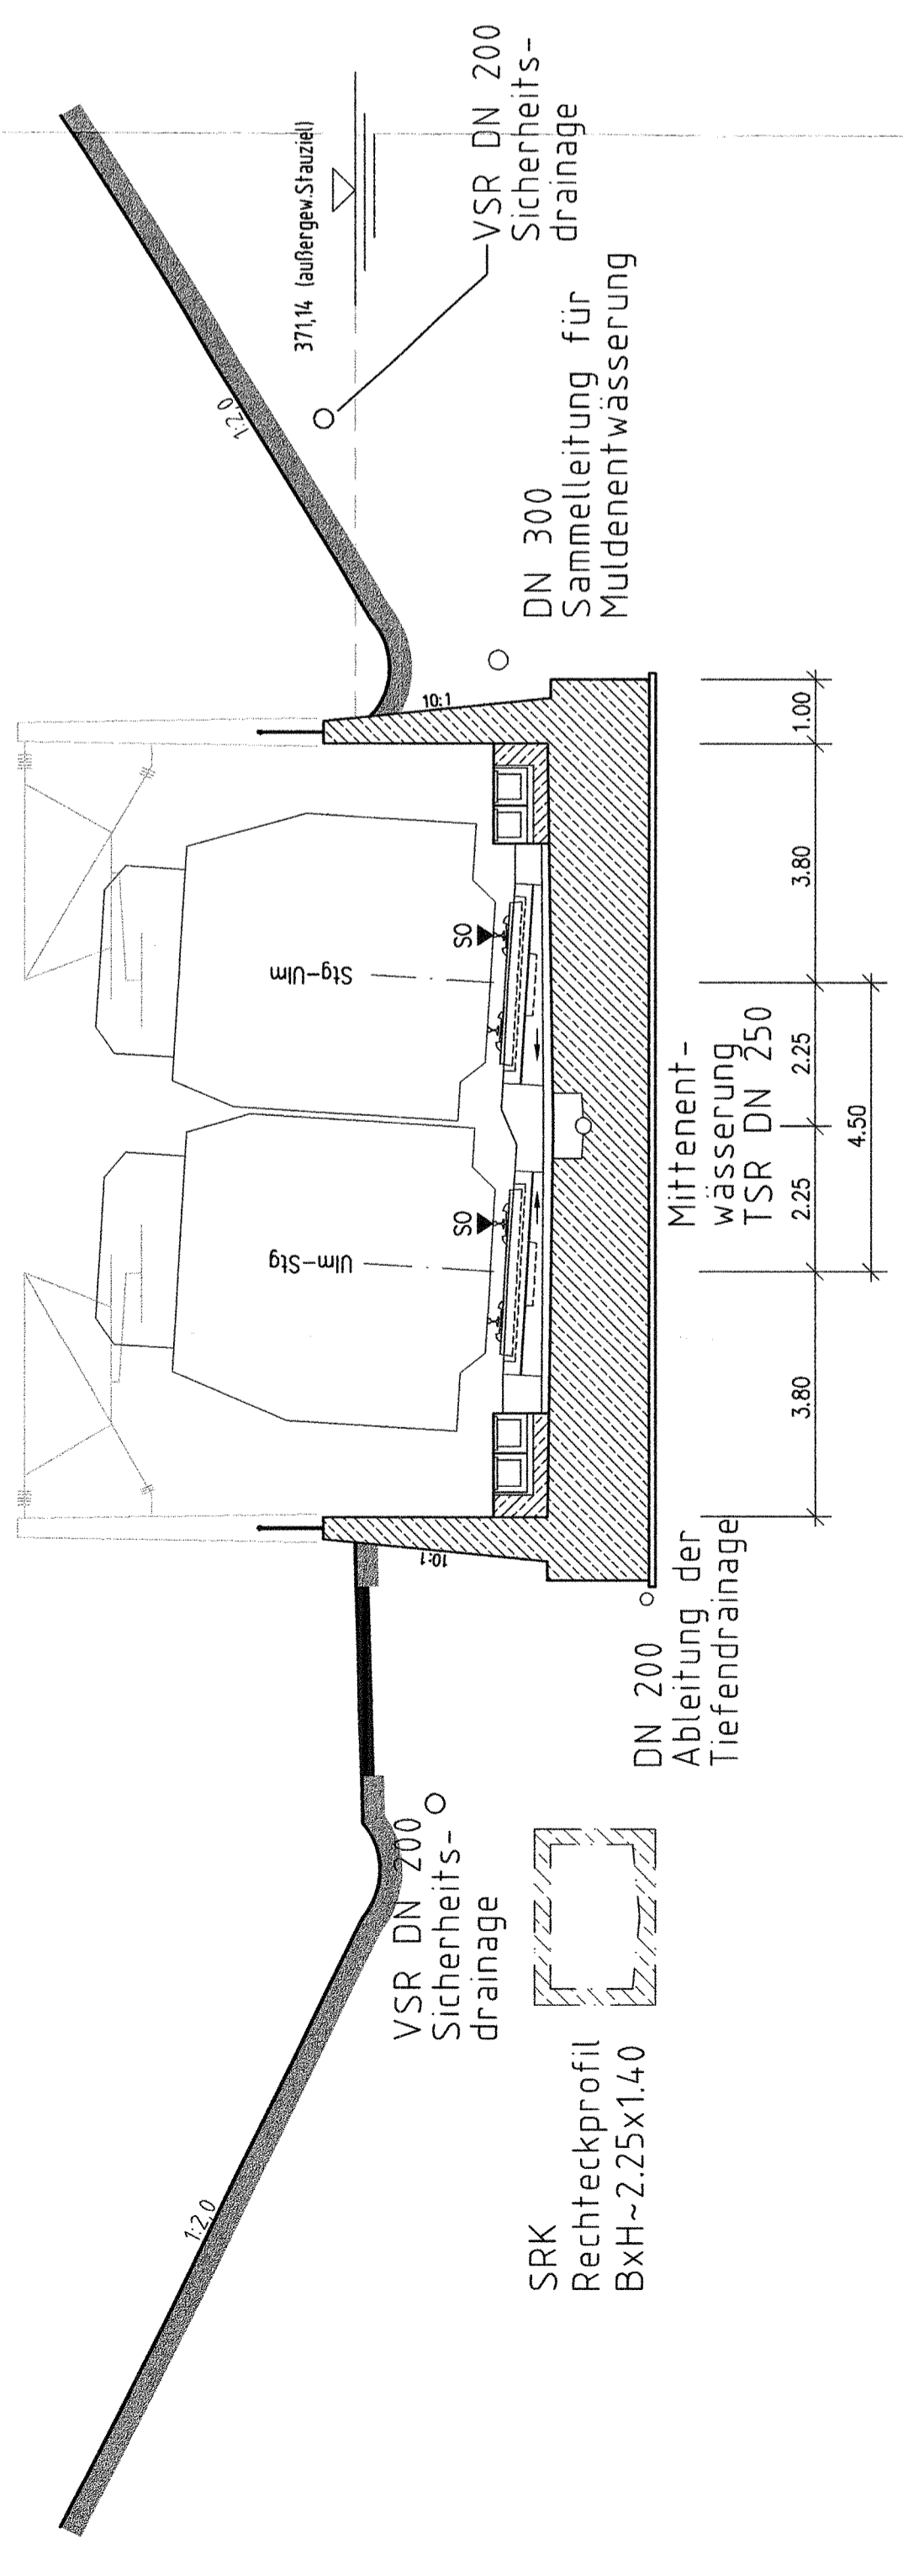 371,14 (außergew.Stauziel)
VSR DN 200
Sicherheits-
drainage
1:2,0
DN 300
Sammelleitung für
Muldenentwässerung
10:1
Stg-Ulm
SO
Ulm-Stg
SO
10:1
Mittenent-
wässerung
TSR DN 250
3.80
2.25
2.25
3.80
1.00
4.50
DN 200
Ableitung der
Tiefendrainage
VSR DN 200
Sicherheits-
drainage
SRK
Rechteckprofil
BxH~2.25x1.40
1:2,0